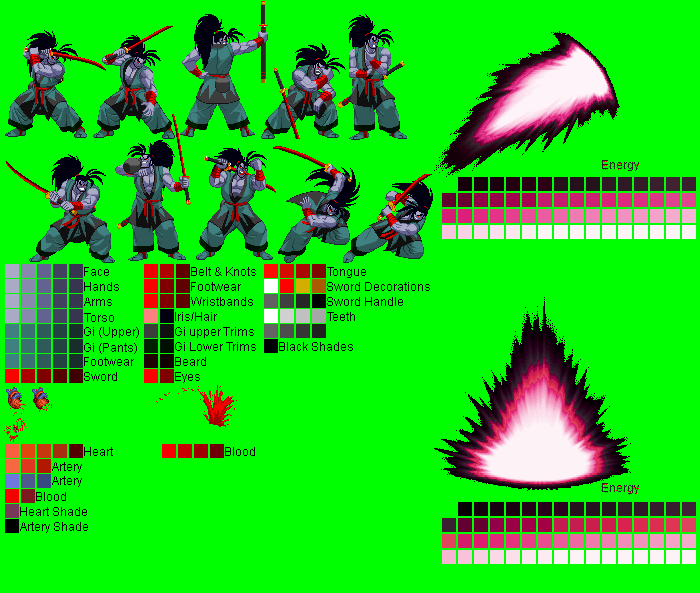 Energy
Face
Belt & Knots
Tongue
Hands
Footwear
Sword Decorations
Arms
Wristbands
Sword Handle
Torso
Iris/Hair
Teeth
Gi (Upper)
Gi upper Trims
Gi (Pants)
Gi Lower Trims
Black Shades
Footwear
Beard
Sword
Eyes
Heart
Blood
Artery
Artery
Blood
Heart Shade
Artery Shade
Energy